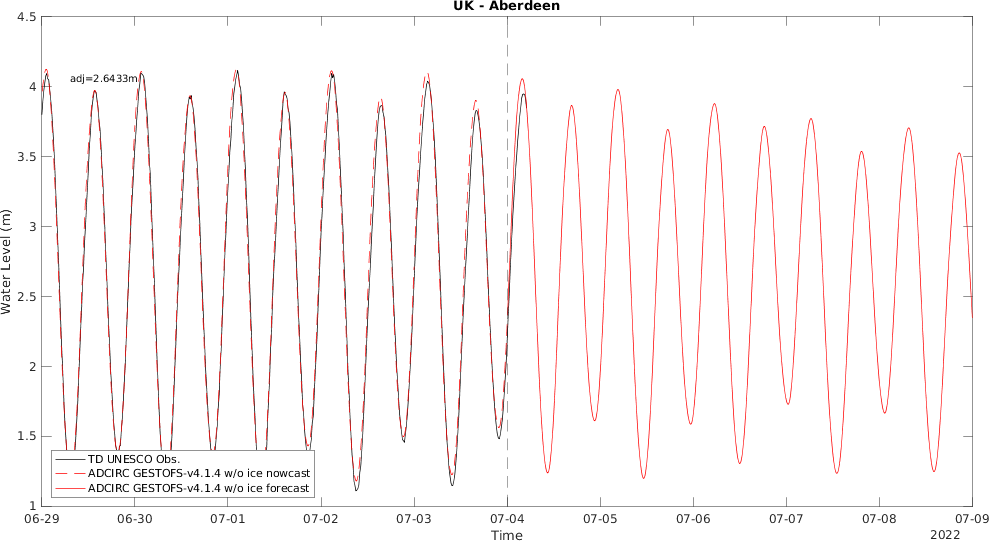 UK - Aberdeen
adj=2.6433m
Water Level (m)
4.5
4
3.5
3
2.5
2
1.5
1
TD UNESCO Obs.
ADCIRC GESTOFS-v4.1.4 w/o ice nowcast
ADCIRC GESTOFS-v4.1.4 w/o ice forecast
06-29 06-30 07-01 07-02 07-03 07-04 07-05 07-06 07-07 07-08 07-09
Time
2022